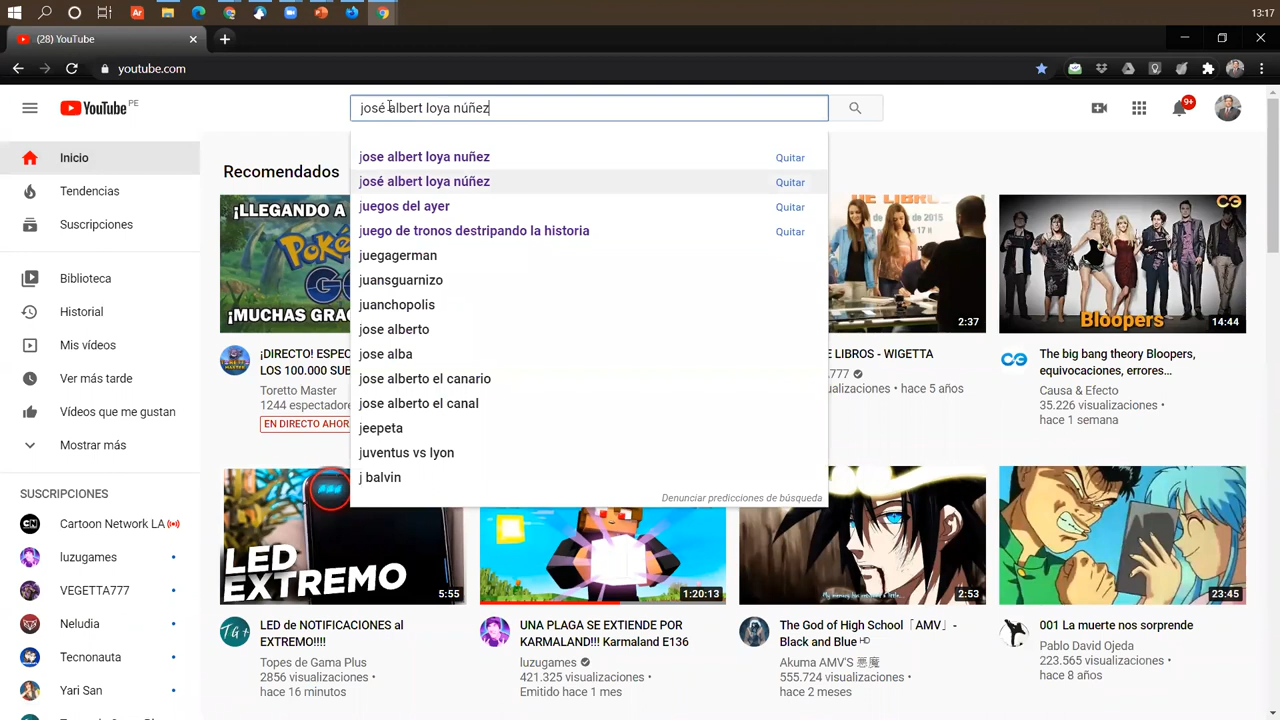 13:17
(28) YouTube
youtube.com
YouTube PE
josé albert loya núñez
9+
Inicio
Tendencias
Suscripciones
Biblioteca
Historial
Mis vídeos
Ver más tarde
Vídeos que me gustan
Mostrar más
SUSCRIPCIONES
Cartoon Network LA
luzugames
VEGETTA777
Neludia
Tecnonauta
Yari San
Recomendados
jose albert loya nuñez Quitar
josé albert loya núñez Quitar
juegos del ayer Quitar
juego de tronos destripando la historia Quitar
juegagerman
juansguarnizo
juanchopolis
jose alberto
jose alba
jose alberto el canario
jose alberto el canal
jeepeta
juventus vs lyon
j balvin
Denunciar predicciones de búsqueda
¡LLEGANDO A
GO
¡MUCHAS GRAC
¡DIRECTO! ESPEC
LOS 100.000 SUB
Toretto Master
1244 espectadore
EN DIRECTO AHOR
2:37
E LIBROS - WIGETTA
777
ualizaciones • hace 5 años
Bloopers
14:44
The big bang theory Bloopers,
equivocaciones, errores...
Causa & Efecto
35.226 visualizaciones •
hace 1 semana
LED
EXTREMO
5:55
LED de NOTIFICACIONES al
EXTREMO!!!!
Topes de Gama Plus
2856 visualizaciones •
hace 16 minutos
1:20:13
UNA PLAGA SE EXTIENDE POR
KARMALAND!!! Karmaland E136
luzugames
421.325 visualizaciones •
Emitido hace 1 mes
2:53
The God of High School「AMV」-
Black and Blue HD
Akuma AMV'S 悪魔
555.724 visualizaciones •
hace 2 meses
23:45
001 La muerte nos sorprende
Pablo David Ojeda
223.565 visualizaciones •
hace 8 años